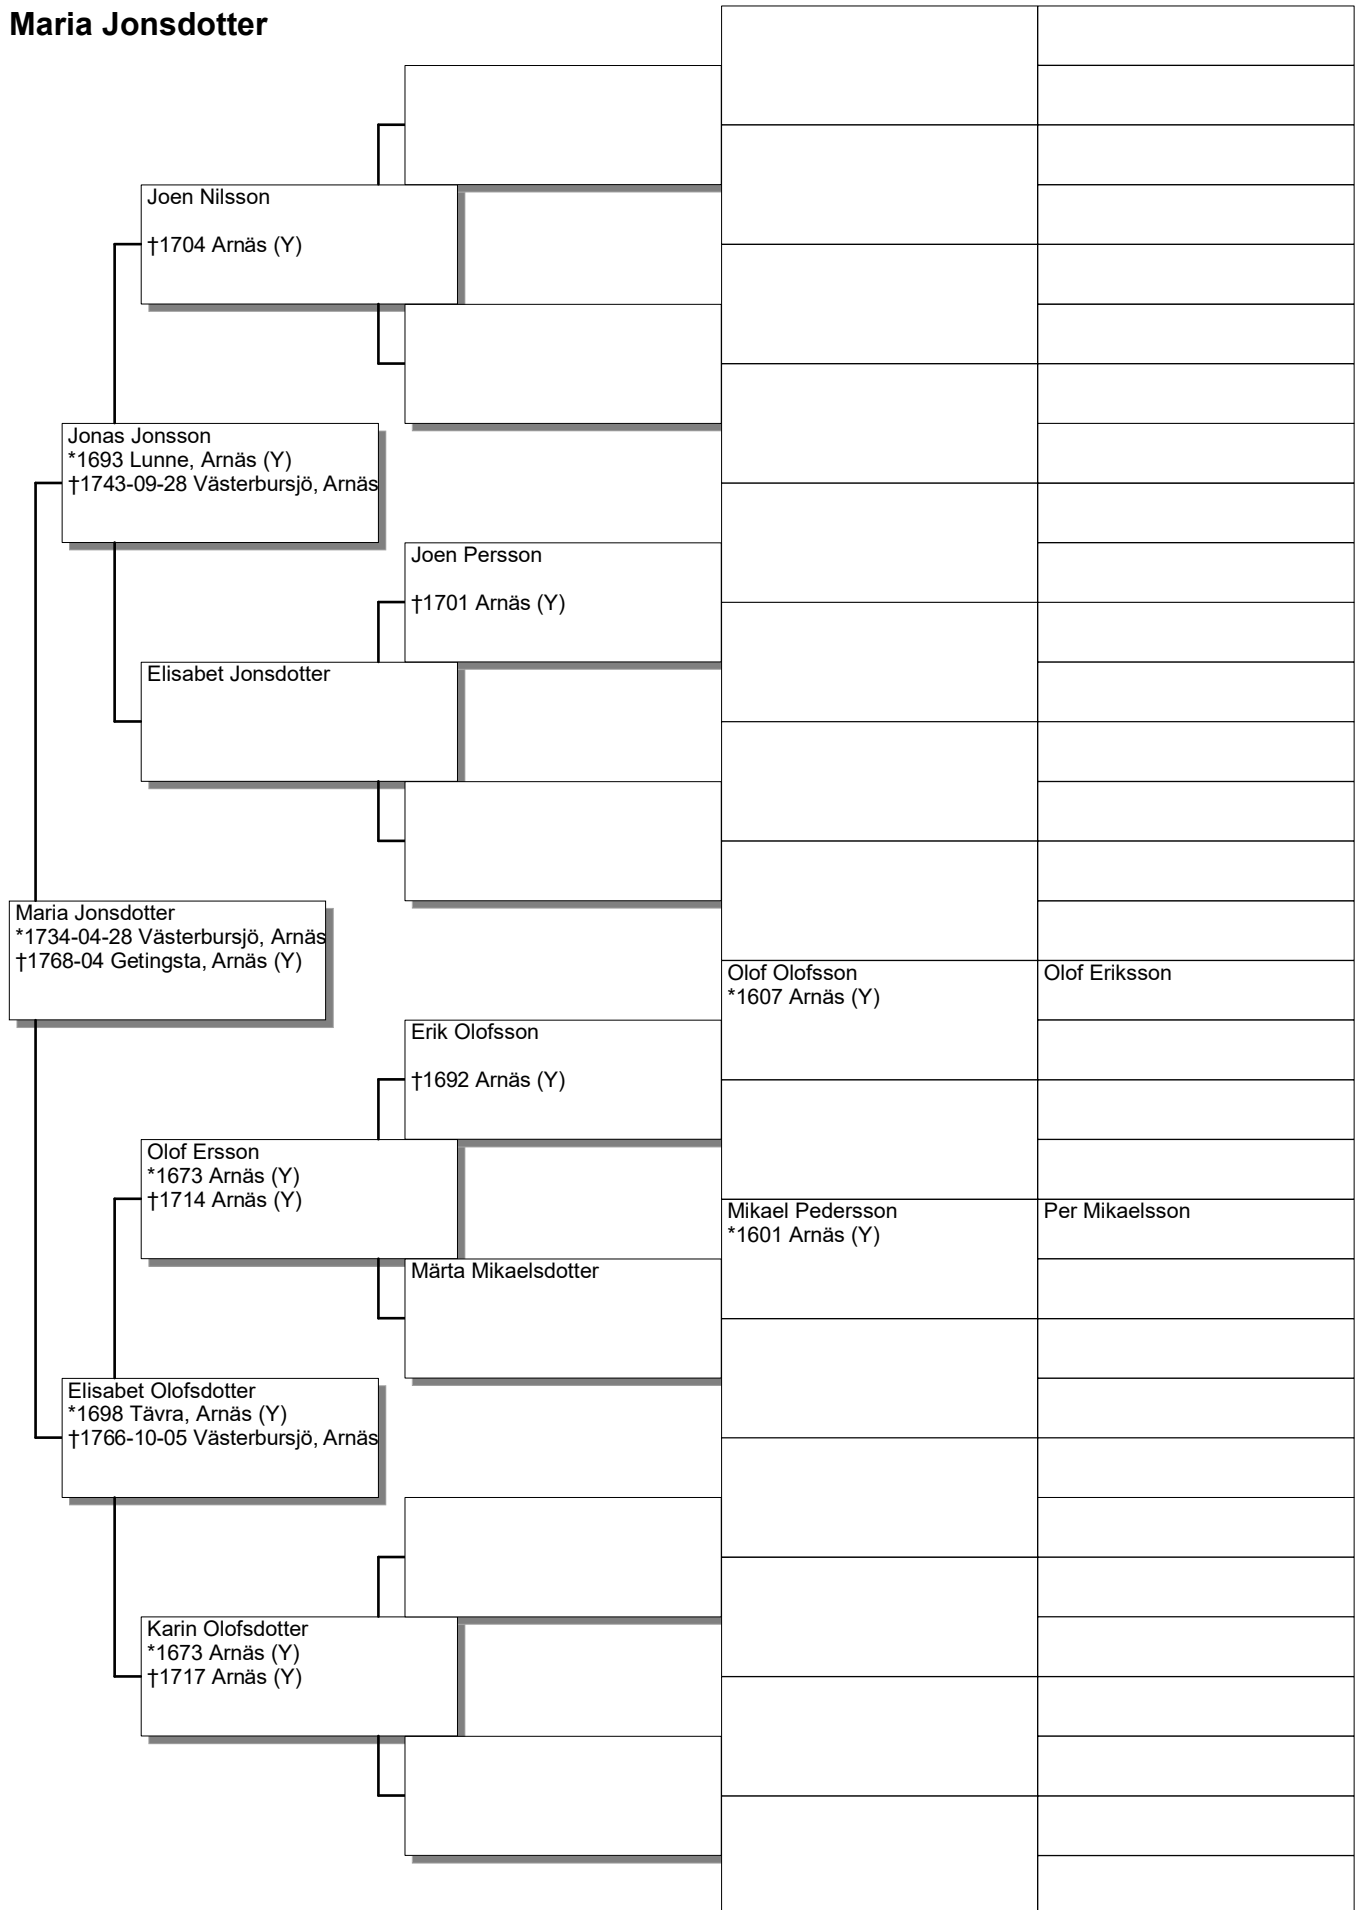 Maria Jonsdotter
Joen Nilsson
†1704 Arnäs (Y)
Jonas Jonsson
*1693 Lunne, Arnäs (Y)
†1743-09-28 Västerbursjö, Arnäs
Joen Persson
†1701 Arnäs (Y)
Elisabet Jonsdotter
Maria Jonsdotter
*1734-04-28 Västerbursjö, Arnäs
†1768-04 Getingsta, Arnäs (Y)
Olof Olofsson
*1607 Arnäs (Y)
Olof Eriksson
Erik Olofsson
†1692 Arnäs (Y)
Olof Ersson
*1673 Arnäs (Y)
†1714 Arnäs (Y)
Mikael Pedersson
*1601 Arnäs (Y)
Per Mikaelsson
Märta Mikaelsdotter
Elisabet Olofsdotter
*1698 Tävra, Arnäs (Y)
†1766-10-05 Västerbursjö, Arnäs
Karin Olofsdotter
*1673 Arnäs (Y)
†1717 Arnäs (Y)